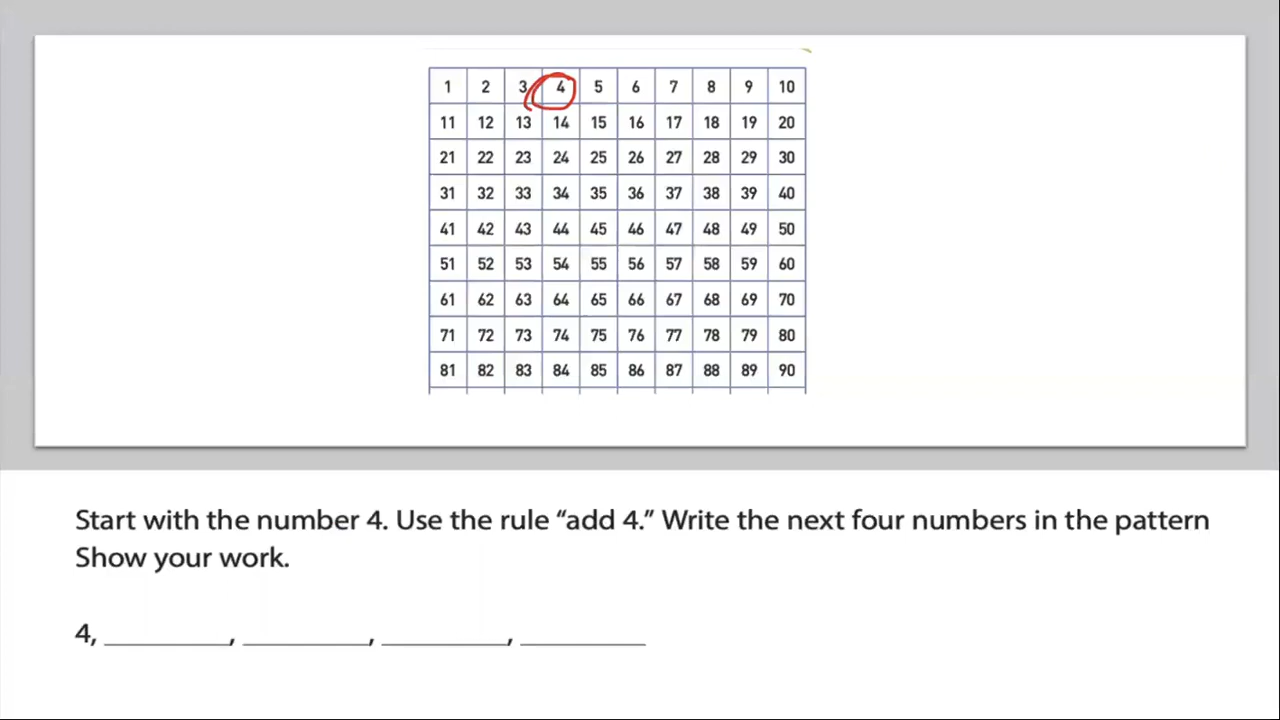 1 2 3 4 5 6 7 8 9 10
11 12 13 14 15 16 17 18 19 20
21 22 23 24 25 26 27 28 29 30
31 32 33 34 35 36 37 38 39 40
41 42 43 44 45 46 47 48 49 50
51 52 53 54 55 56 57 58 59 60
61 62 63 64 65 66 67 68 69 70
71 72 73 74 75 76 77 78 79 80
81 82 83 84 85 86 87 88 89 90
Start with the number 4. Use the rule “add 4.” Write the next four numbers in the pattern
Show your work.
4, _________, _________, _________, _________